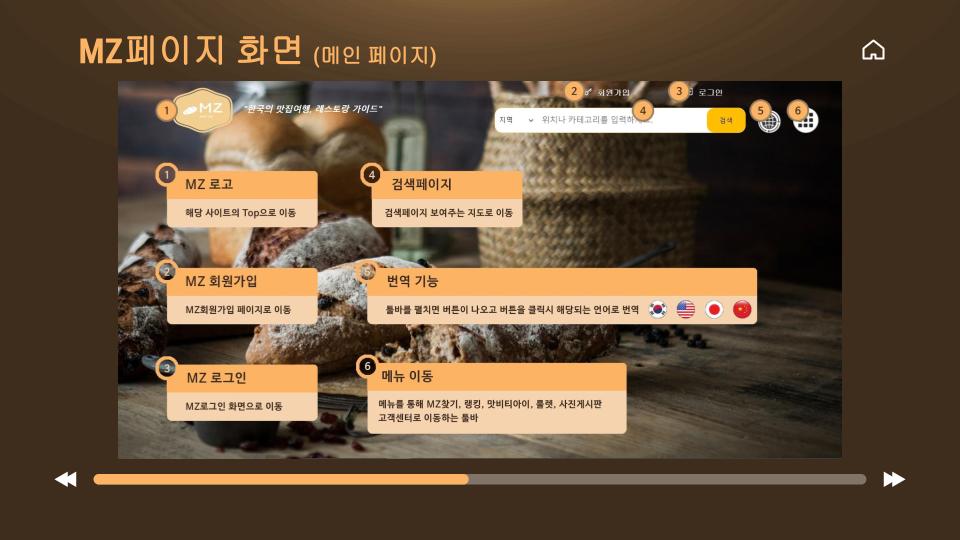 MZ페이지 화면 (메인 페이지)
2 회원가입 3 로그인
1 MZ "한국의 맛집여행, 레스토랑 가이드"
지역 위치나 카테고리를 입력하 4 검색 5 6
1 MZ 로고
해당 사이트의 Top으로 이동
4 검색페이지
검색페이지 보여주는 지도로 이동
2 MZ 회원가입
MZ회원가입 페이지로 이동
5 번역 기능
툴바를 펼치면 버튼이 나오고 버튼을 클릭시 해당되는 언어로 번역
3 MZ 로그인
MZ로그인 화면으로 이동
6 메뉴 이동
메뉴를 통해 MZ찾기, 랭킹, 맛비티아이, 룰렛, 사진게시판
고객센터로 이동하는 툴바